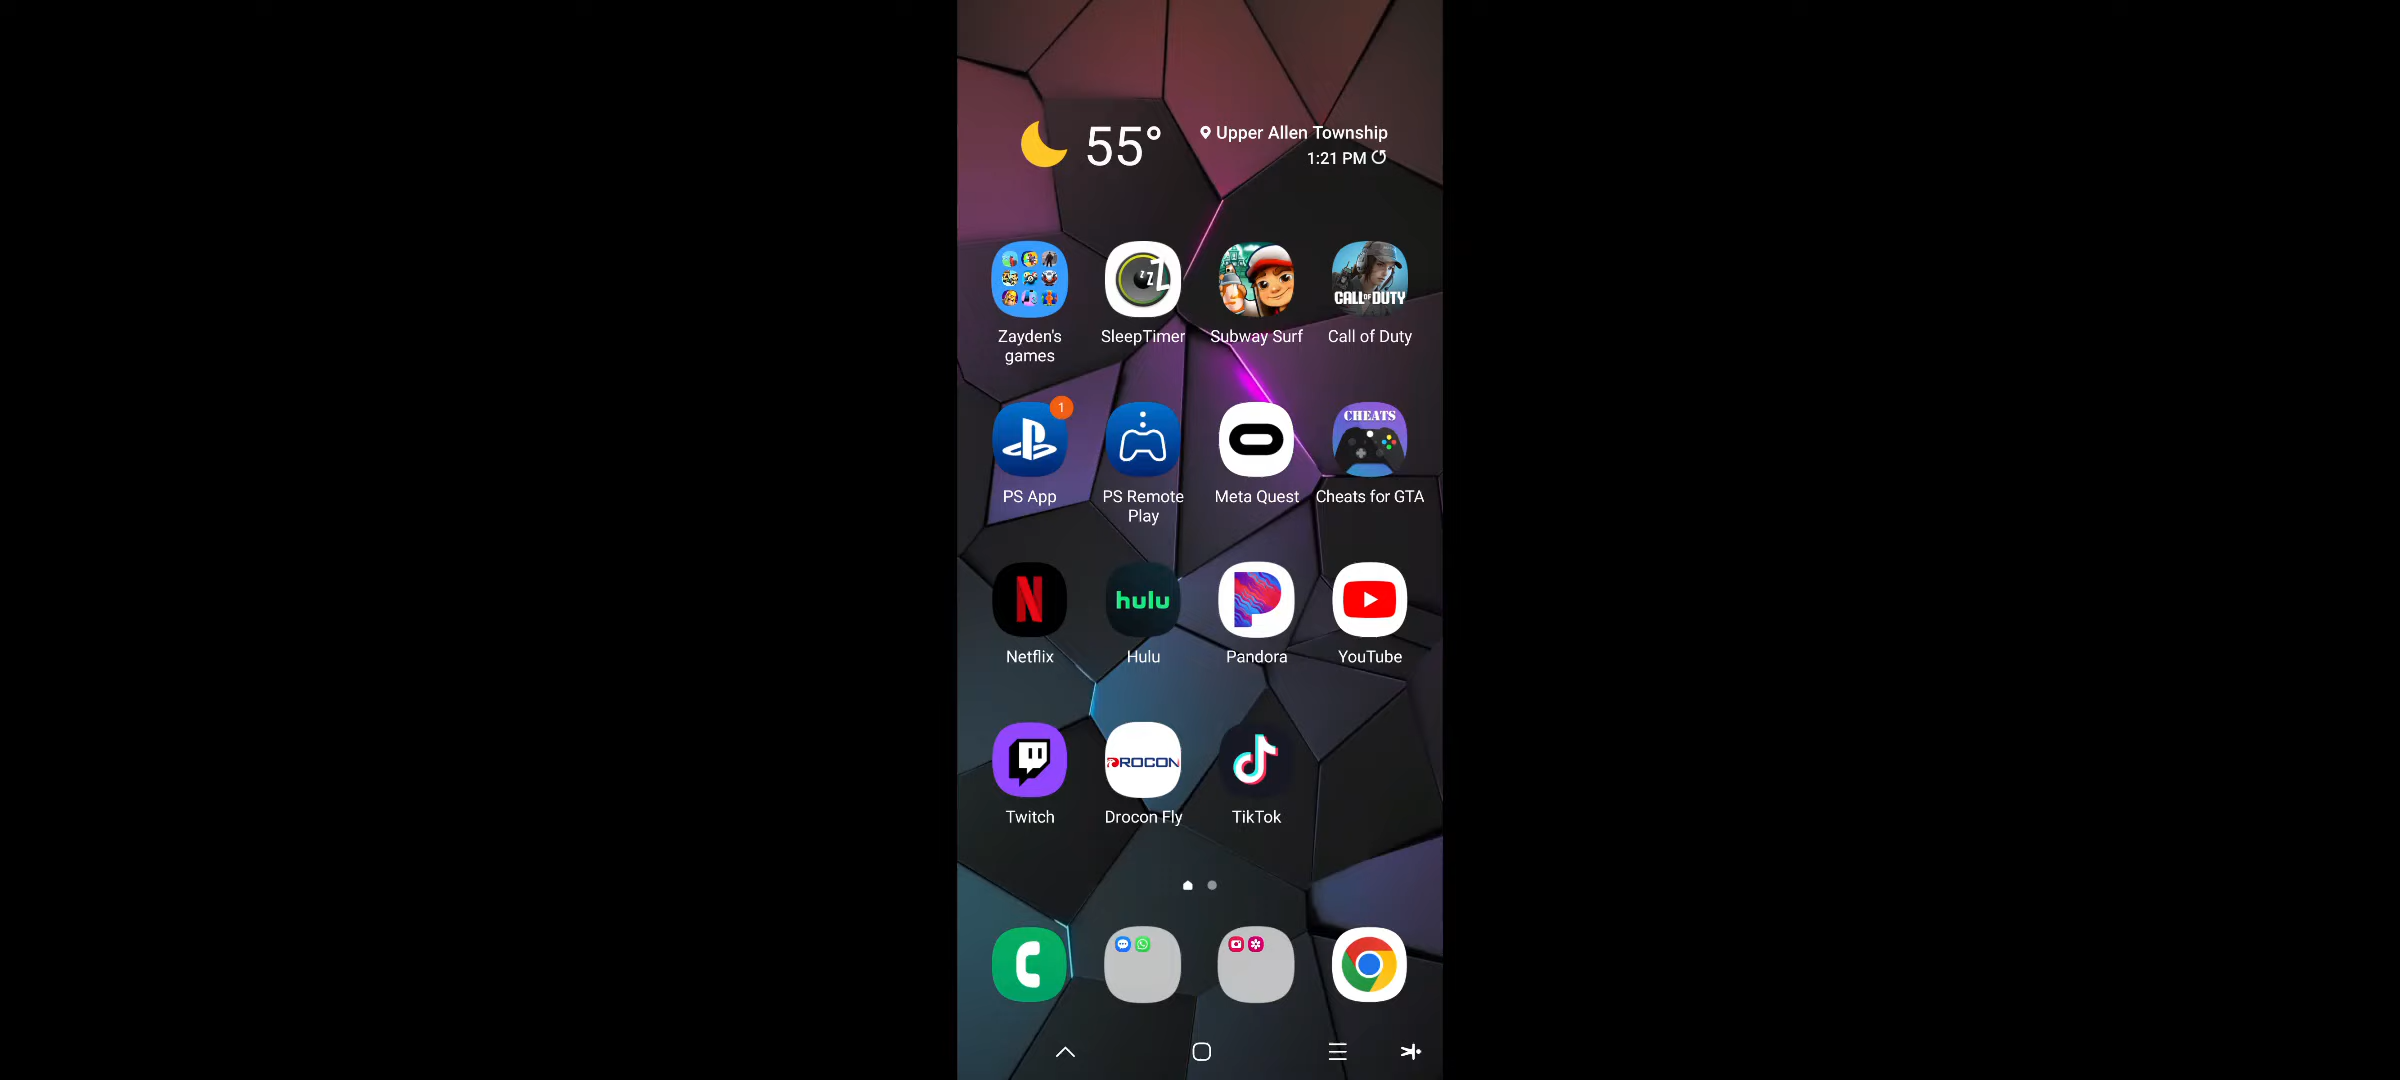 55°
Upper Allen Township
1:21 PM
Zayden's
games
SleepTimer
Subway Surf
CALL OF DUTY
Call of Duty
1
PS App
PS Remote
Play
Meta Quest
CHEATS
Cheats for GTA
N
Netflix
hulu
Hulu
Pandora
YouTube
Twitch
DROCON
Drocon Fly
TikTok